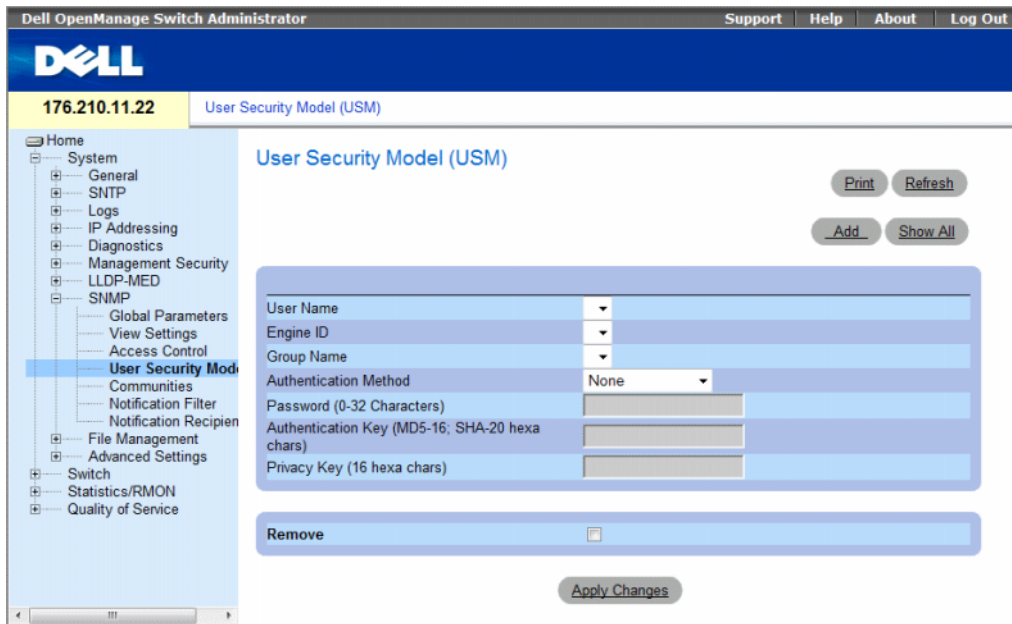 Dell OpenManage Switch Administrator
Support
Help
About
Log Out
DELL
176.210.11.22
User Security Model (USM)
Home
System
General
SNTP
Logs
IP Addressing
Diagnostics
Management Security
LLDP-MED
SNMP
Global Parameters
View Settings
Access Control
User Security Mode
Communities
Notification Filter
Notification Recipien
File Management
Advanced Settings
Switch
Statistics/RMON
Quality of Service
User Security Model (USM)
Print
Refresh
Add
Show All
User Name
Engine ID
Group Name
Authentication Method
None
Password (0-32 Characters)
Authentication Key (MD5-16; SHA-20 hexa
chars)
Privacy Key (16 hexa chars)
Remove
Apply Changes